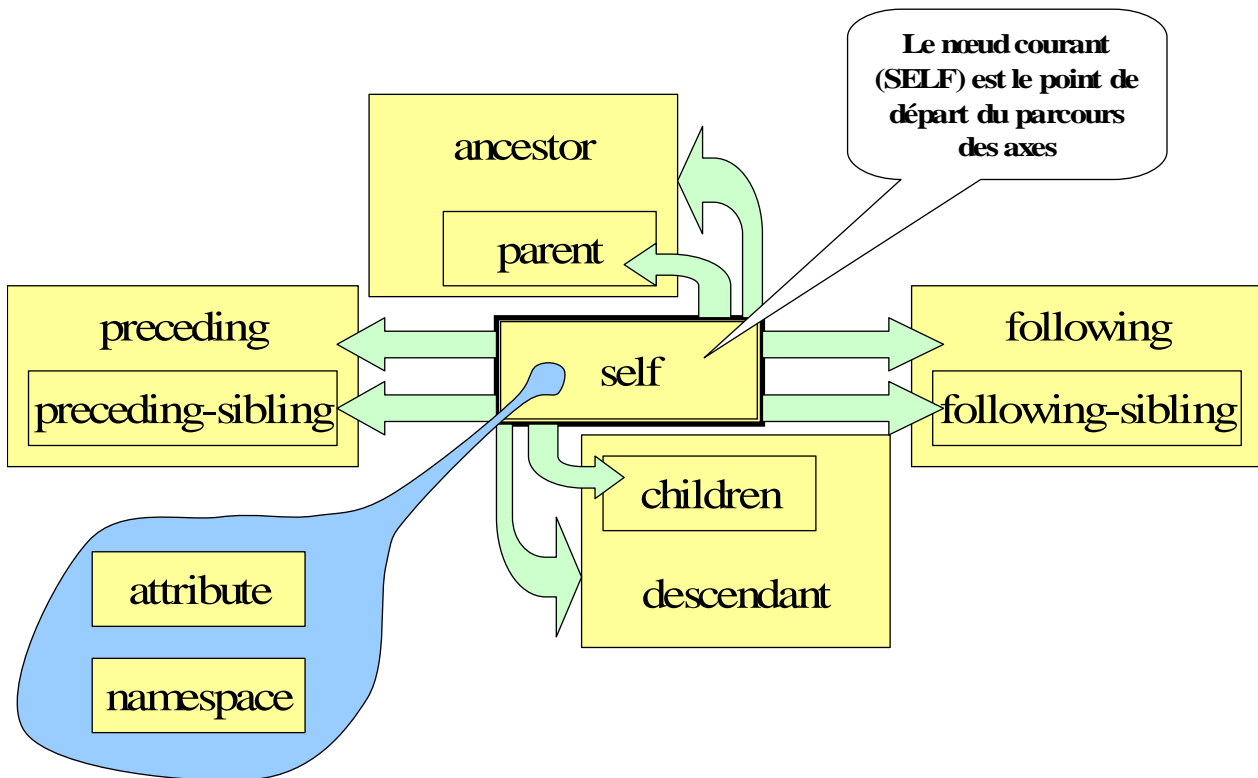 Le nœud courant
(SELF) est le point de
départ du parcours
des axes
ancestor
parent
preceding
preceding-sibling
self
following
following-sibling
children
descendant
attribute
namespace